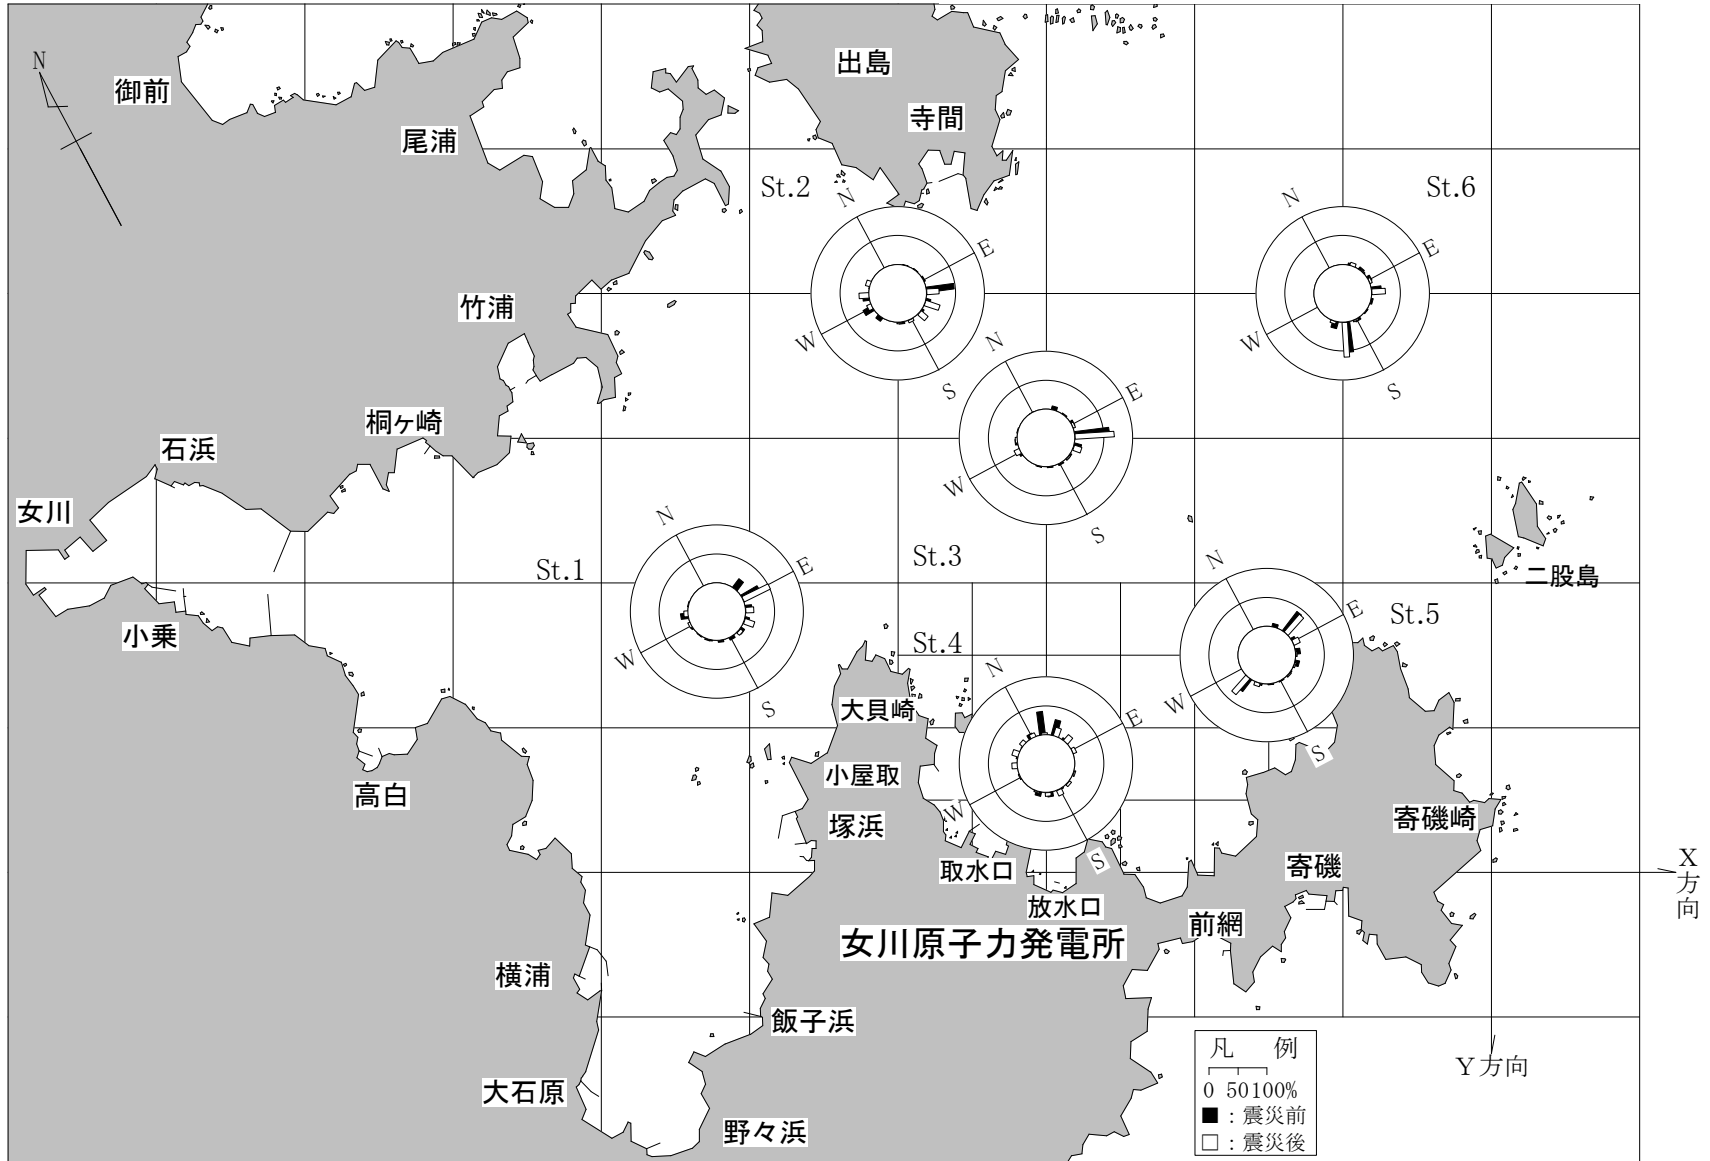 N
御前
尾浦
出島
寺間
St.2
St.6
N
E
W
S
N
E
W
S
竹浦
N
E
W
S
桐ヶ崎
石浜
女川
小乗
St.1
N
E
W
S
St.3
二股島
St.4
St.5
N
E
W
S
N
E
W
S
大貝崎
小屋取
塚浜
高白
取水口
放水口
寄磯崎
寄磯
前網
X方向
女川原子力発電所
横浦
飯子浜
大石原
野々浜
Y方向
凡 例
0 50100%
■：震災前
□：震災後